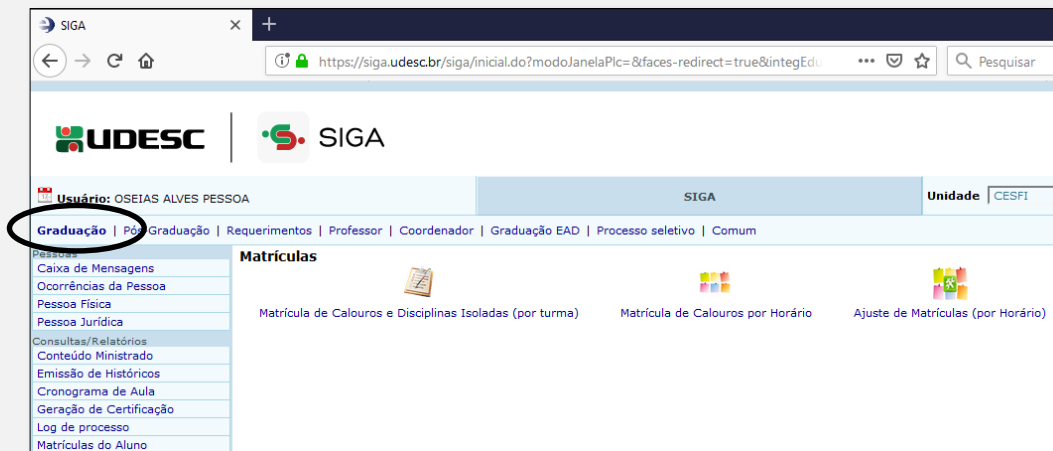 SIGA
https://siga.udesc.br/siga/inicial.do?modoJanelaPlc=&faces-redirect=true&integEdu
Pesquisar
UDESC
SIGA
Usuário: OSEIAS ALVES PESSOA
SIGA
Unidade CESFI
Graduação | Pós Graduação | Requerimentos | Professor | Coordenador | Graduação EAD | Processo seletivo | Comum
Pessoas
Caixa de Mensagens
Ocorrências da Pessoa
Pessoa Física
Pessoa Jurídica
Consultas/Relatórios
Conteúdo Ministrado
Emissão de Históricos
Cronograma de Aula
Geração de Certificação
Log de processo
Matrículas do Aluno
Matrículas
Matrícula de Calouros e Disciplinas Isoladas (por turma)
Matrícula de Calouros por Horário
Ajuste de Matrículas (por Horário)